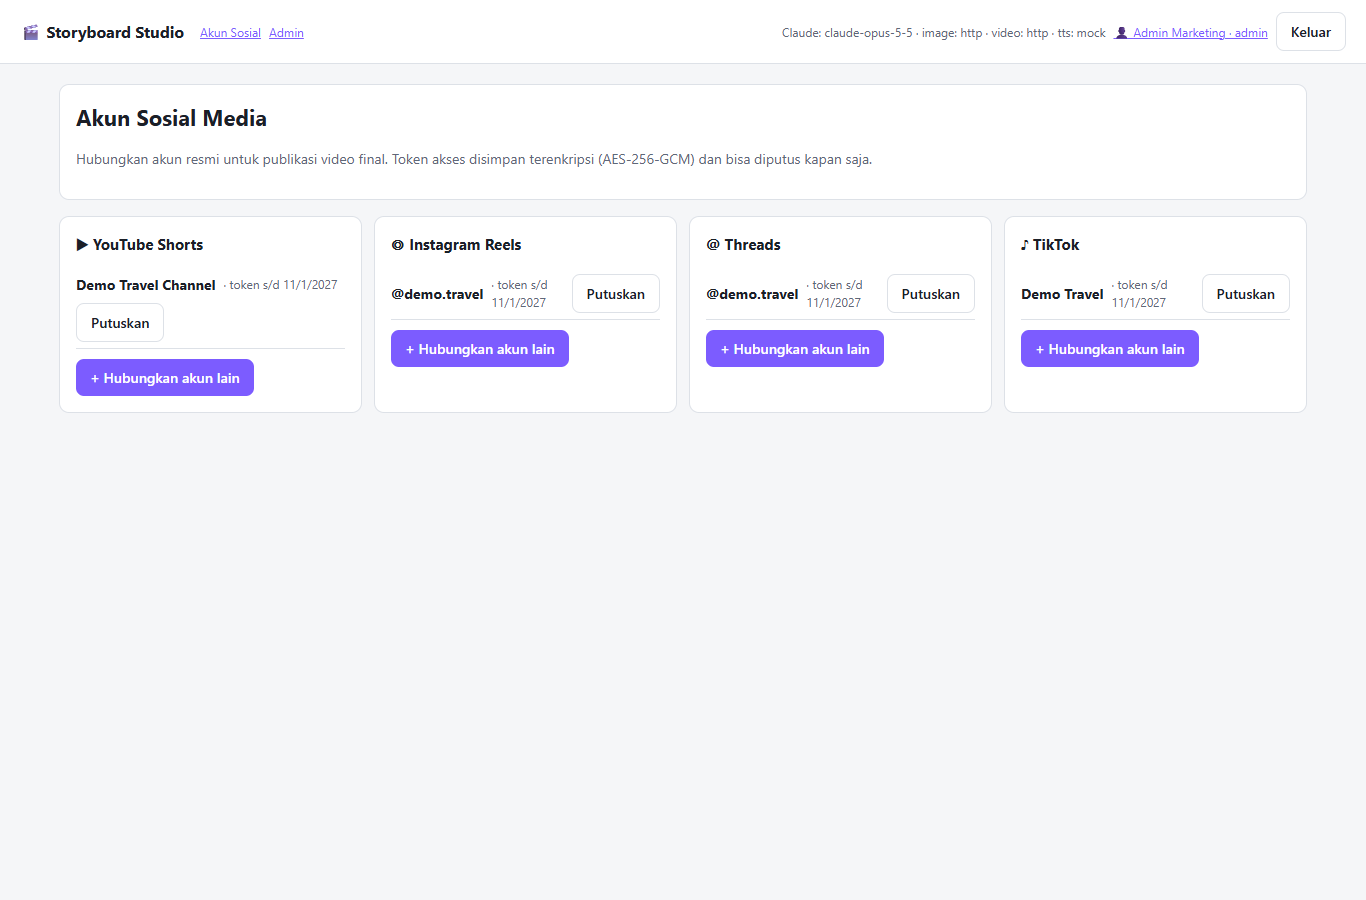 Storyboard Studio Akun Sosial Admin Claude: claude-opus-5-5 · image: http · video: http · tts: mock Admin Marketing · admin Keluar
Akun Sosial Media
Hubungkan akun resmi untuk publikasi video final. Token akses disimpan terenkripsi (AES-256-GCM) dan bisa diputus kapan saja.
YouTube Shorts
Demo Travel Channel · token s/d 11/1/2027
Putuskan
+ Hubungkan akun lain
Instagram Reels
@demo.travel · token s/d
11/1/2027
Putuskan
+ Hubungkan akun lain
@ Threads
@demo.travel · token s/d
11/1/2027
Putuskan
+ Hubungkan akun lain
♪ TikTok
Demo Travel · token s/d
11/1/2027
Putuskan
+ Hubungkan akun lain